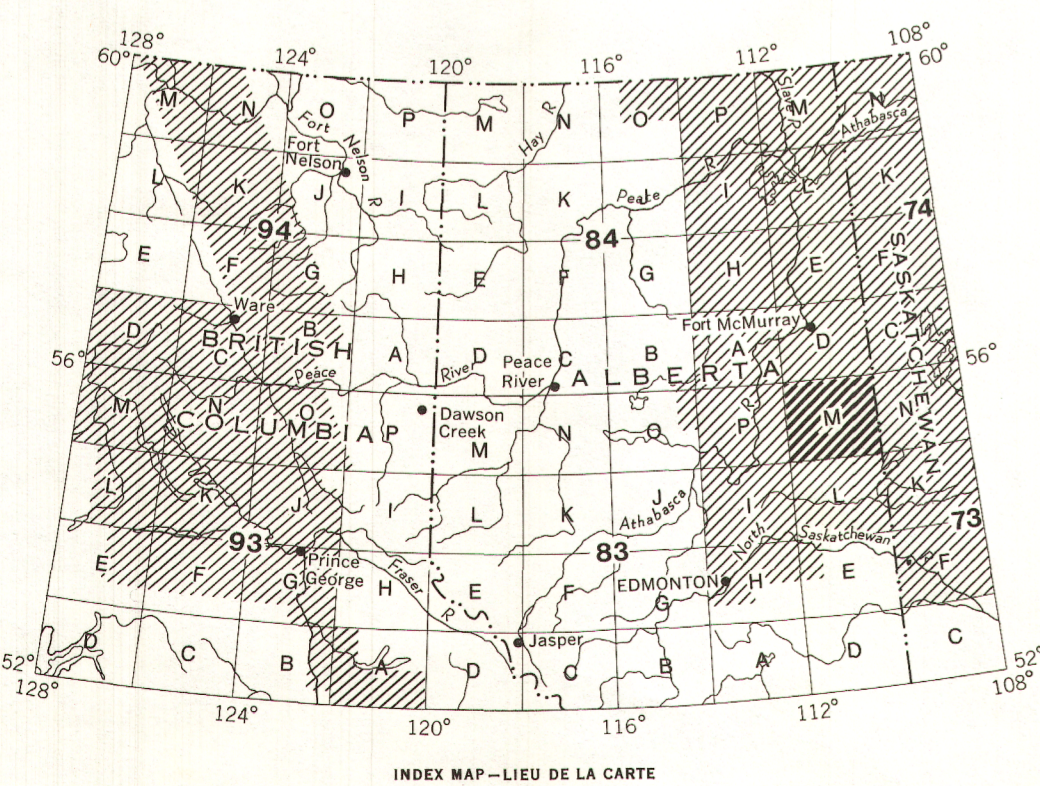 128° 124° 120° 116° 112° 108°
60° 60°
M N O P M N O P M N
Fort Nelson R
Hay R
Slave R
Athabasca
Fort
Nelson
L K J I L K J I L K
Peace R
94 84 74
E F G H E F G H E F
Ware
Fort McMurray
D C B A D C B A D C
BRITISH
56° 56°
Peace River
Peace
River
ALBERTA
SASKATCHEWAN
M N O P M N O P M N
COLUMBIA
Dawson
Creek
R
L K J I L K J I L K
Athabasca
North Saskatchewan R
93 83 73
Prince
George
Fraser R
EDMONTON
E F G H E F G H E F
Jasper
D C B A D C B A D C
52° 52°
128° 124° 120° 116° 112° 108°
INDEX MAP – LIEU DE LA CARTE